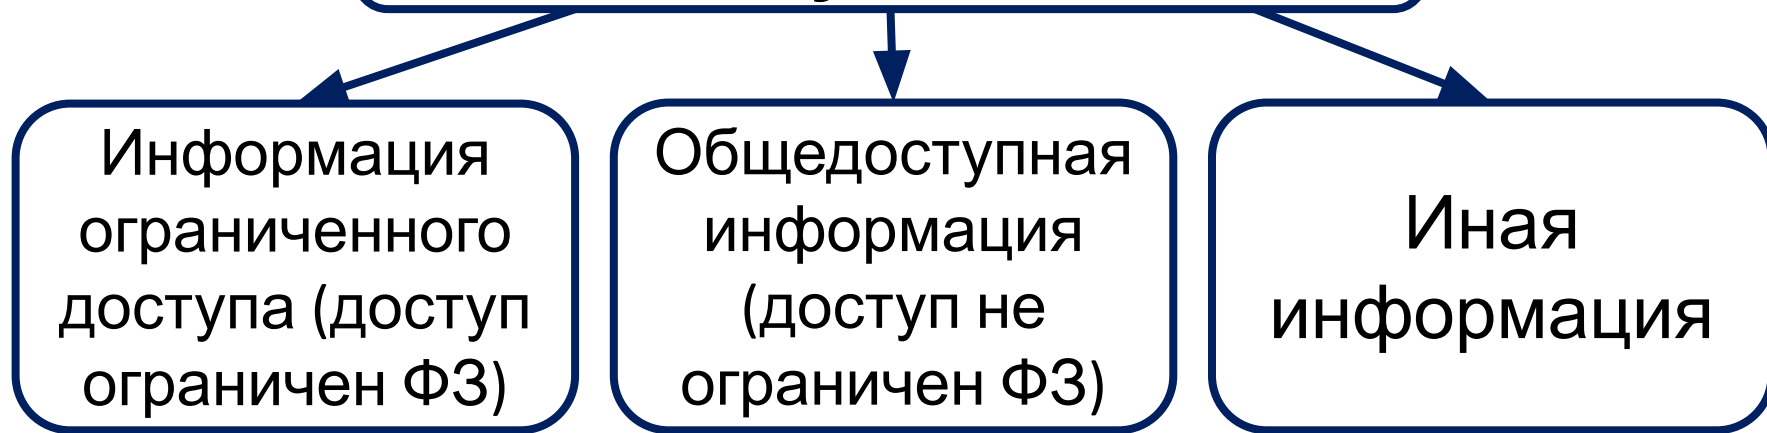 Информация
ограниченного
доступа (доступ
ограничен ФЗ)
Общедоступная
информация
(доступ не
ограничен ФЗ)
Иная
информация